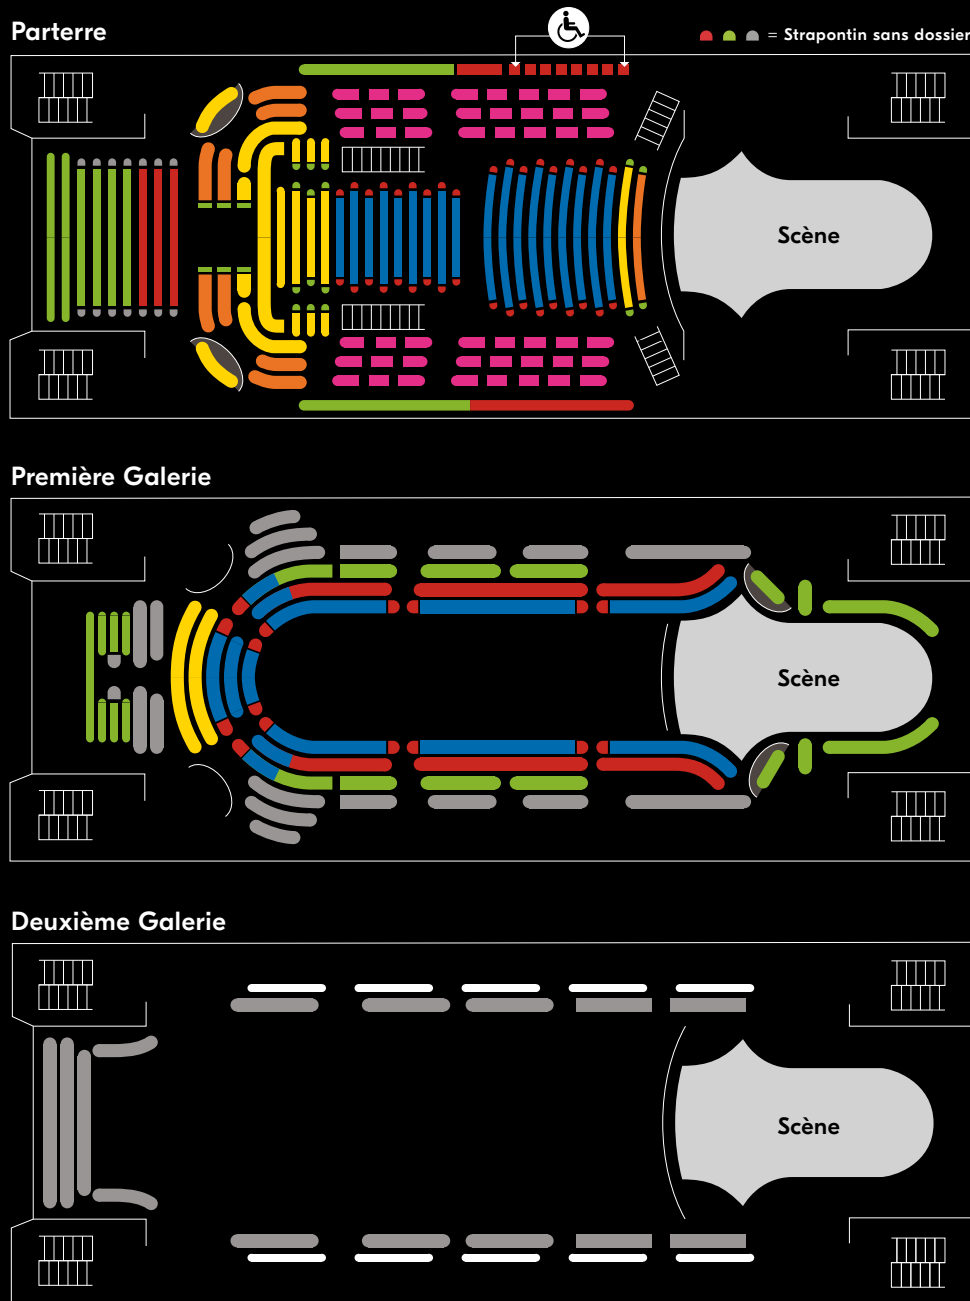 Parterre
= Strapontin sans dossier
Scène
Première Galerie
Scène
Deuxième Galerie
Scène